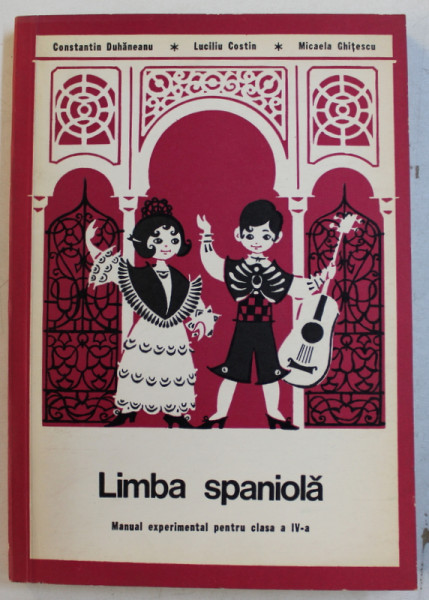 Constantin Duhăneanu * Luciliu Costin * Micaela Ghițescu
Limba spaniolă
Manual experimental pentru clasa a IV-a